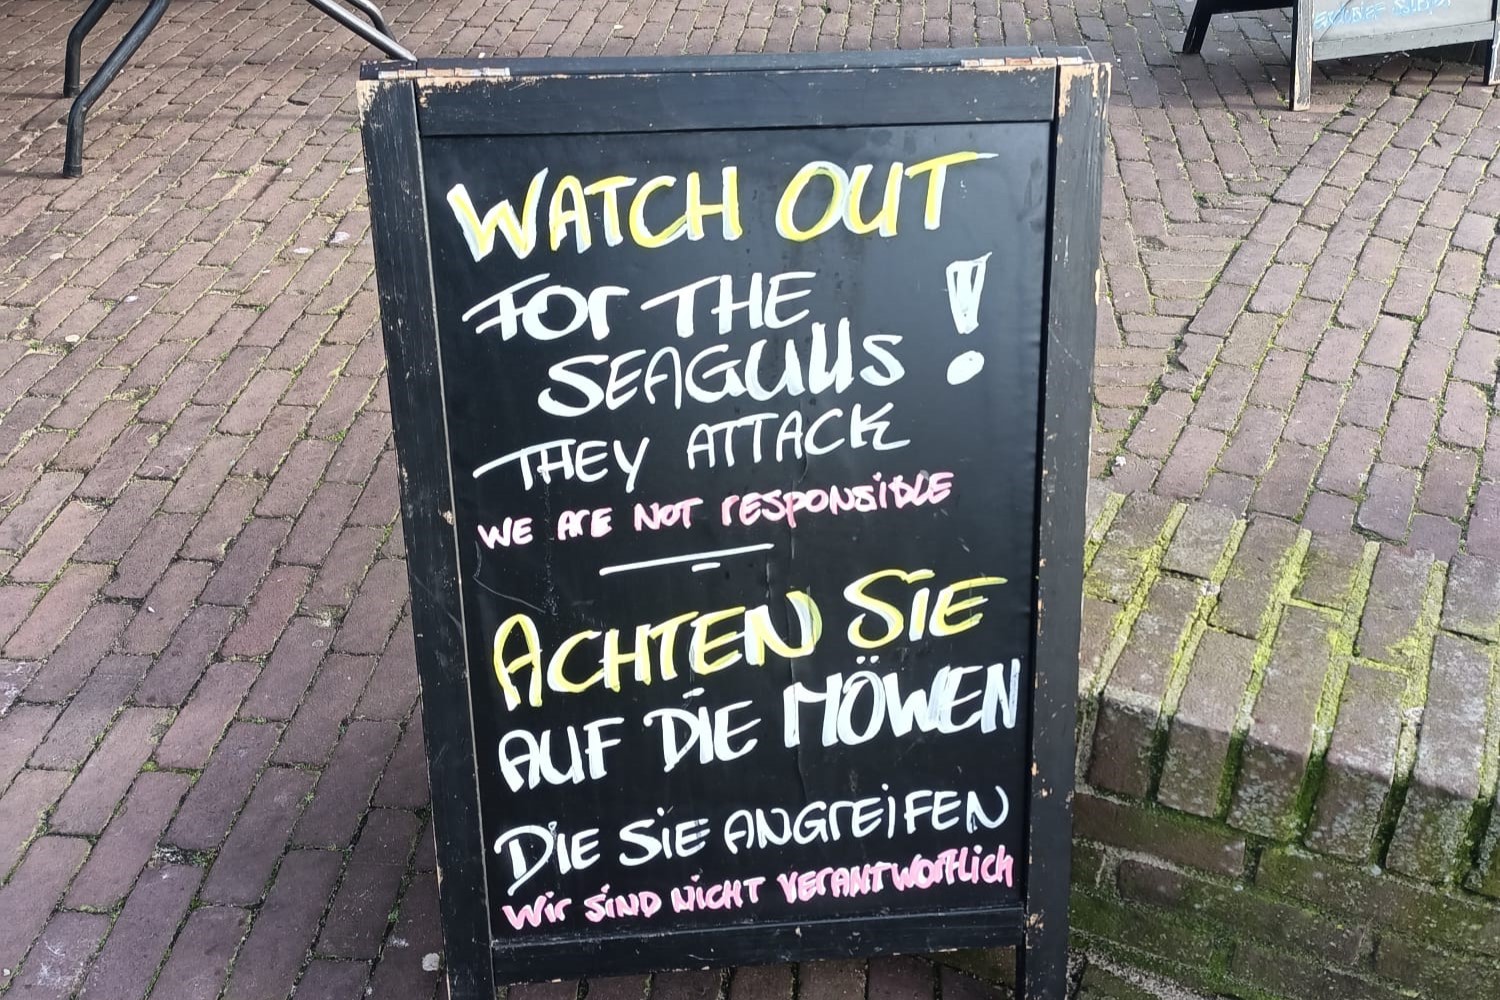 WATCH OUT
FOR THE
SEAGULLS !
THEY ATTACK
WE ARE NOT RESPONSIBLE
ACHTEN SIE
AUF DIE MÖWEN
DIE SIE ANGREIFEN
WIR SIND NICHT VERANTWORTLICH